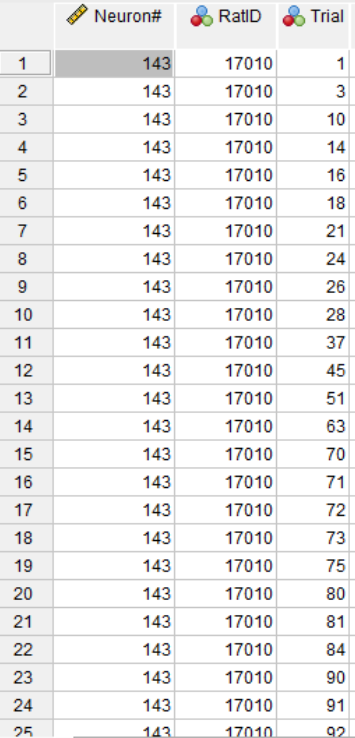 Neuron# RatID Trial
1 143 17010 1
2 143 17010 3
3 143 17010 10
4 143 17010 14
5 143 17010 16
6 143 17010 18
7 143 17010 21
8 143 17010 24
9 143 17010 26
10 143 17010 28
11 143 17010 37
12 143 17010 45
13 143 17010 51
14 143 17010 63
15 143 17010 70
16 143 17010 71
17 143 17010 72
18 143 17010 73
19 143 17010 75
20 143 17010 80
21 143 17010 81
22 143 17010 84
23 143 17010 90
24 143 17010 91
25 143 17010 92